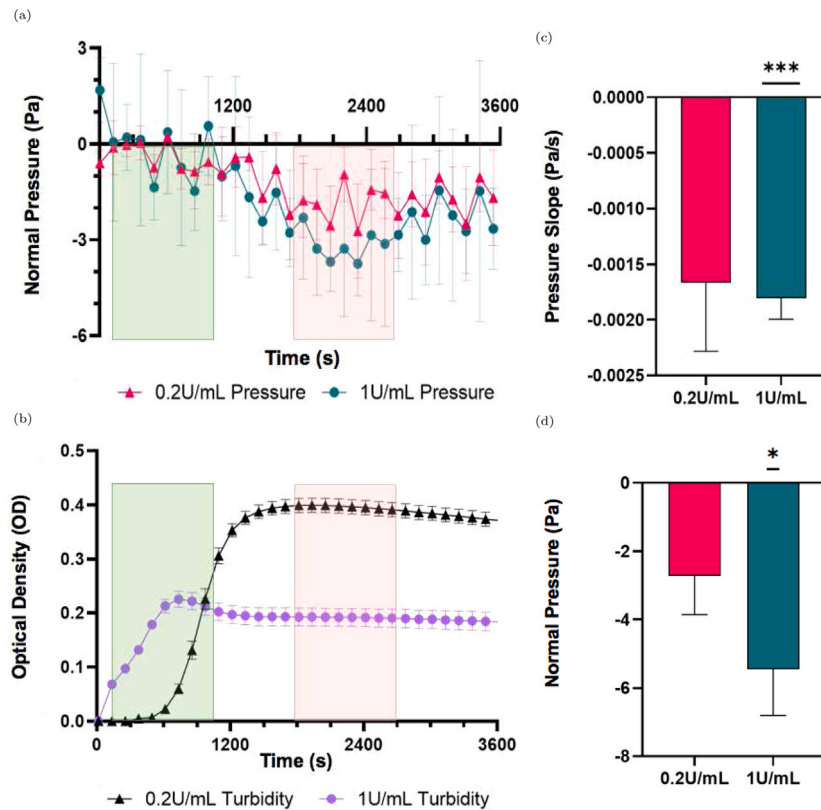 (a)
3
0
-3
-6
1200
2400
3600
Normal Pressure (Pa)
Time (s)
0.2U/mL Pressure
1U/mL Pressure
(b)
0.5
0.4
0.3
0.2
0.1
0.0
0
1200
2400
3600
Optical Density (OD)
Time (s)
0.2U/mL Turbidity
1U/mL Turbidity
(c)
***
0.0000
-0.0005
-0.0010
-0.0015
-0.0020
-0.0025
Pressure Slope (Pa/s)
0.2U/mL
1U/mL
(d)
*
0
-2
-4
-6
-8
Normal Pressure (Pa)
0.2U/mL
1U/mL